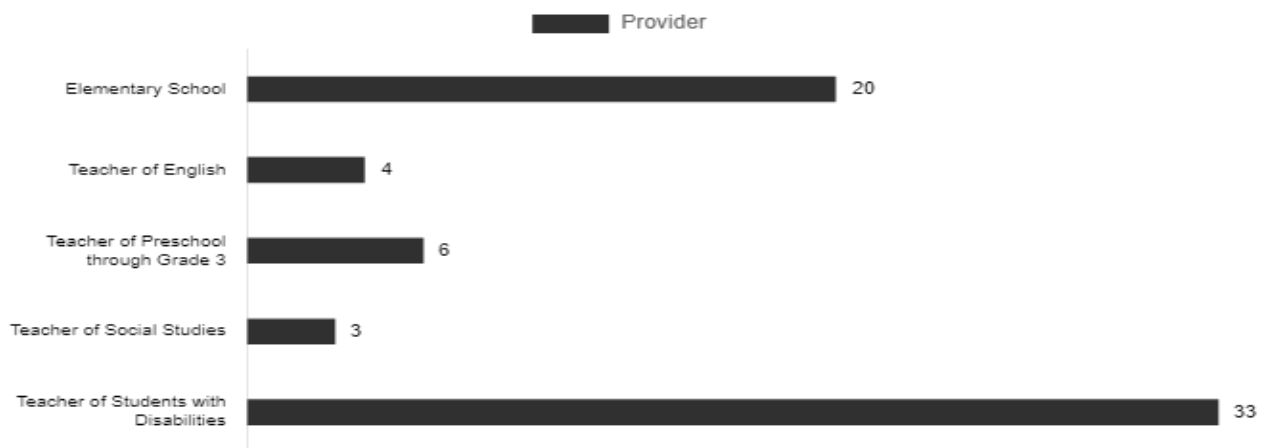 Provider
Elementary School
20
Teacher of English
4
Teacher of Preschool
through Grade 3
6
Teacher of Social Studies
3
Teacher of Students with
Disabilities
33